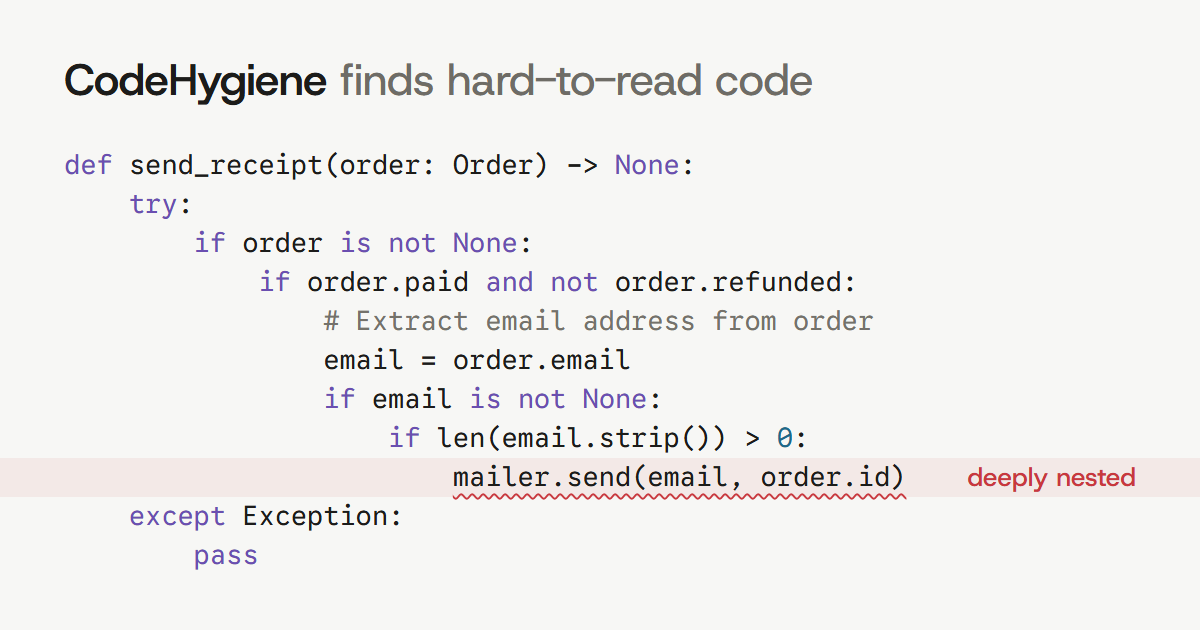 CodeHygiene finds hard-to-read code
def send_receipt(order: Order) -> None:
    try:
        if order is not None:
            if order.paid and not order.refunded:
                # Extract email address from order
                email = order.email
                if email is not None:
                    if len(email.strip()) > 0:
                        mailer.send(email, order.id) deeply nested
    except Exception:
        pass